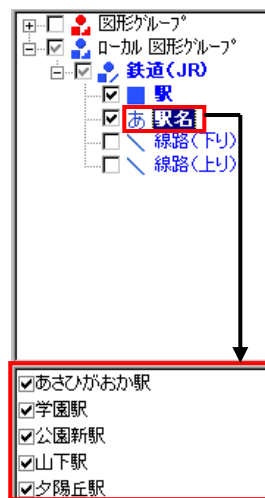 図形ｸﾞﾙｰﾌﾟ
ﾛｰｶﾙ 図形ｸﾞﾙｰﾌﾟ
鉄道(JR)
駅
あ 駅名
線路(下り)
線路(上り)
あさひがおか駅
学園駅
公園新駅
山下駅
夕陽丘駅